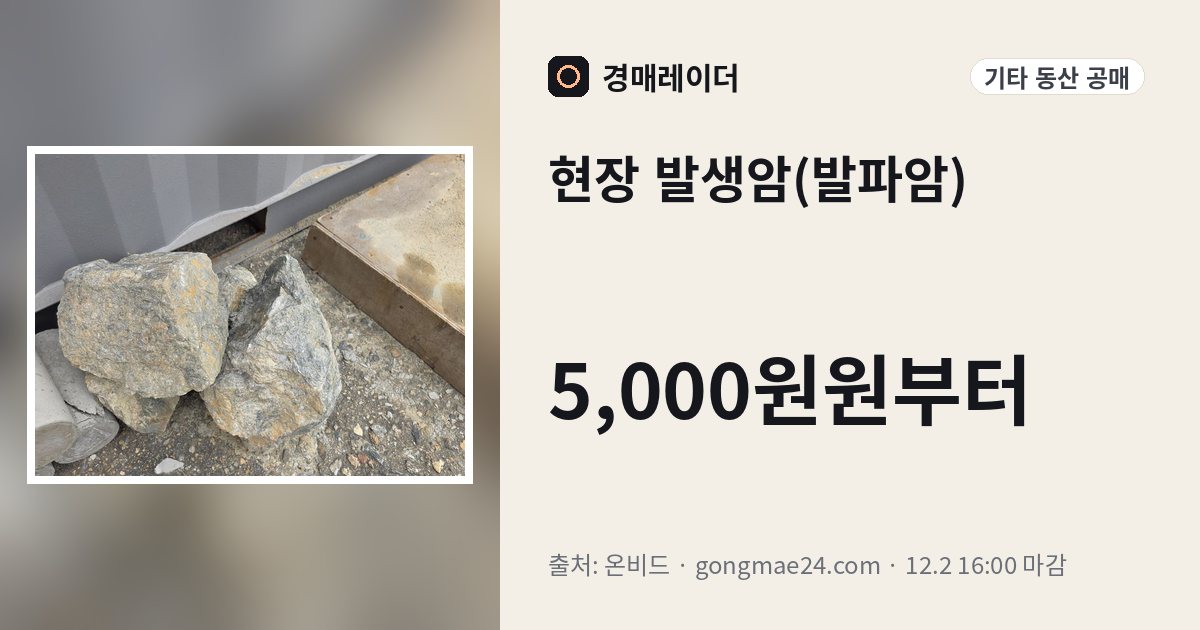 경매레이더
기타 동산 공매
현장 발생암(발파암)
5,000원원부터
출처: 온비드 · gongmae24.com · 12.2 16:00 마감